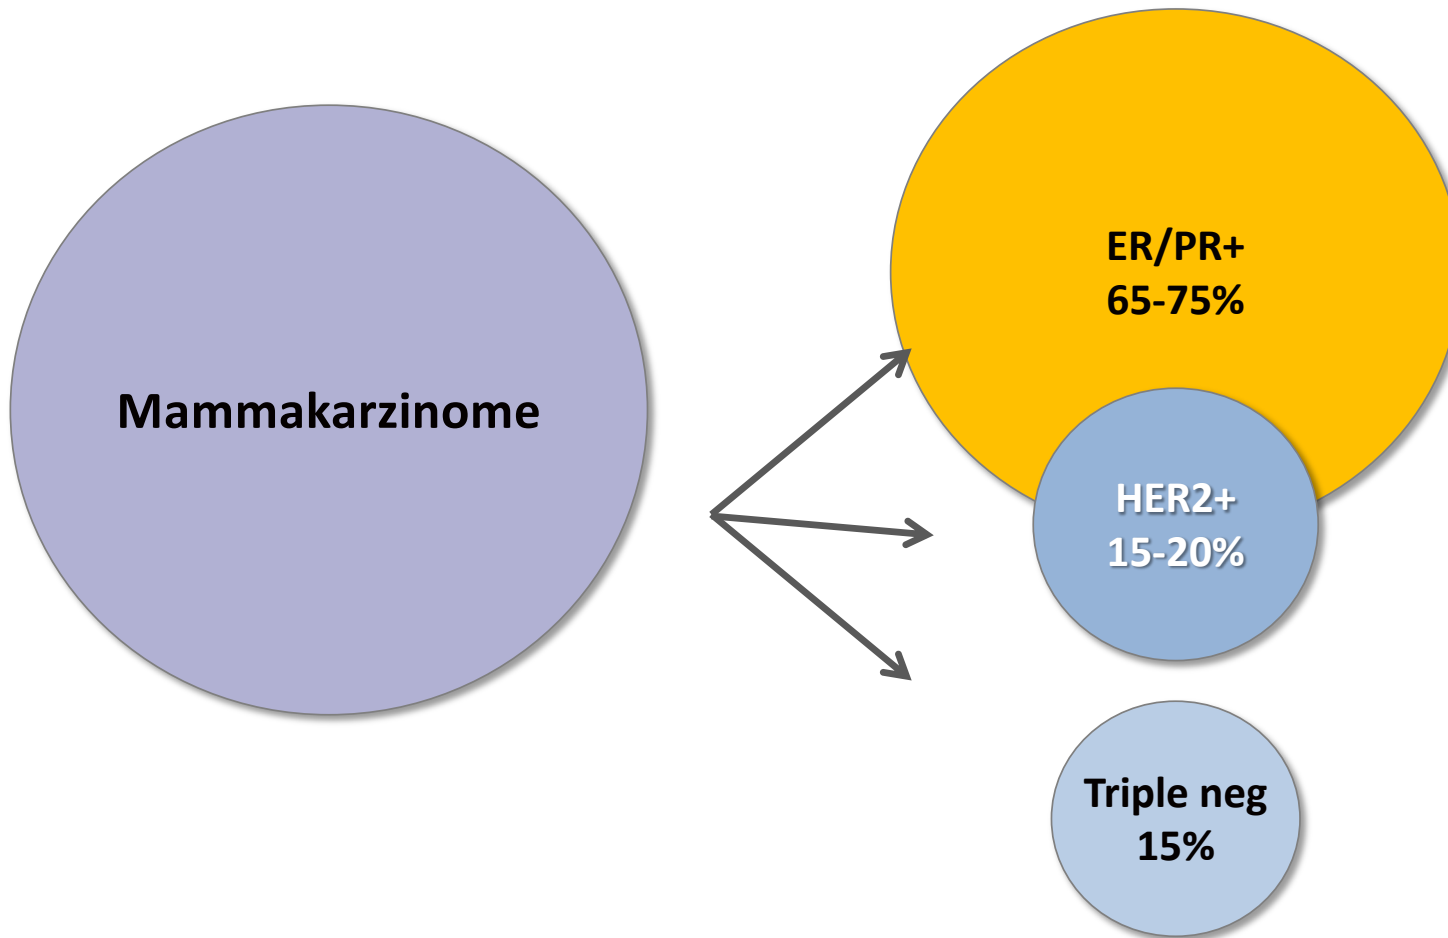 Mammakarzinome
ER/PR+
65-75%
HER2+
15-20%
Triple neg
15%